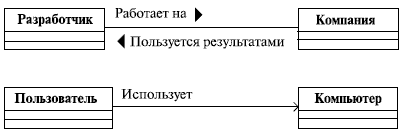 Разработчик
Работает на
Компания
Пользуется результатами
Пользователь
Использует
Компьютер